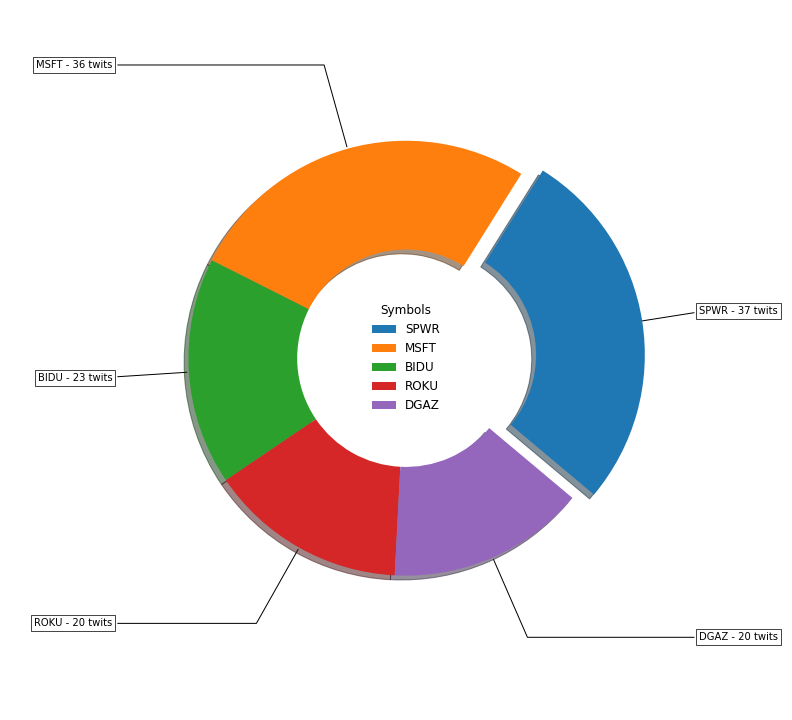 MSFT - 36 twits
SPWR - 37 twits
Symbols
SPWR
MSFT
BIDU
ROKU
DGAZ
BIDU - 23 twits
ROKU - 20 twits
DGAZ - 20 twits